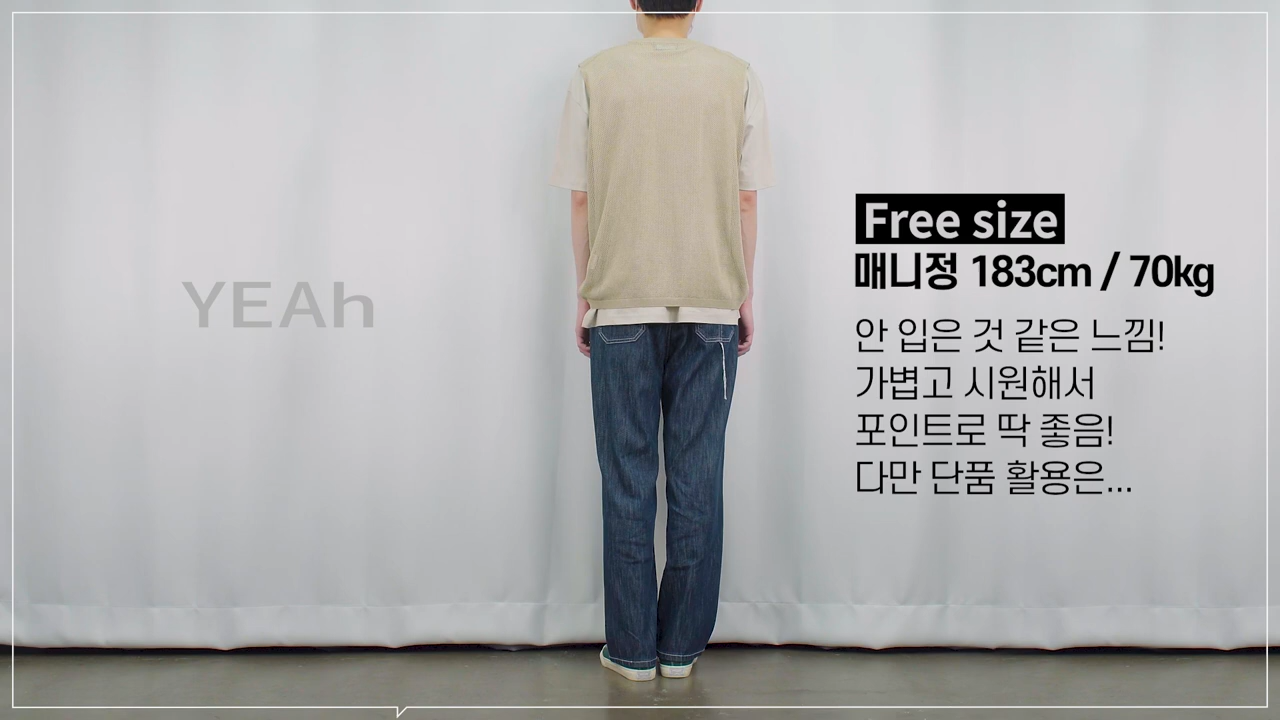 YEAh
Free size
매니정 183cm / 70kg
안 입은 것 같은 느낌!
가볍고 시원해서
포인트로 딱 좋음!
다만 단품 활용은...